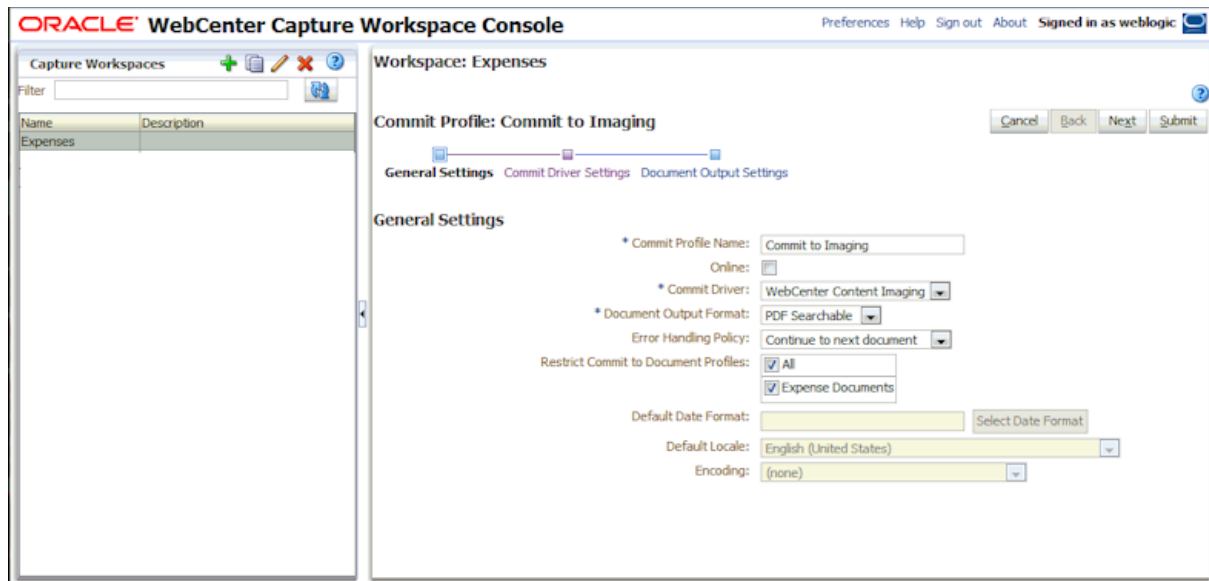 ORACLE® WebCenter Capture Workspace Console
Preferences Help Sign out About Signed in as weblogic
Capture Workspaces
Filter
Name Description
Expenses
Workspace: Expenses
Commit Profile: Commit to Imaging
Cancel Back Next Submit
General Settings Commit Driver Settings Document Output Settings
General Settings
* Commit Profile Name: Commit to Imaging
Online:
* Commit Driver: WebCenter Content Imaging
* Document Output Format: PDF Searchable
Error Handling Policy: Continue to next document
Restrict Commit to Document Profiles: All
Expense Documents
Default Date Format: Select Date Format
Default Locale: English (United States)
Encoding: (none)